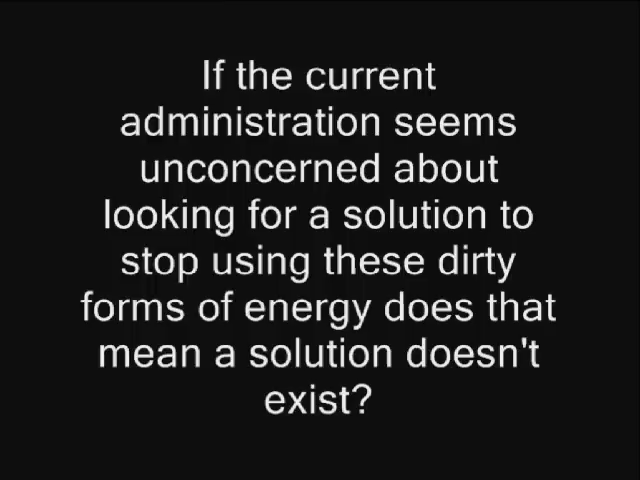 If the current
administration seems
unconcerned about
looking for a solution to
stop using these dirty
forms of energy does that
mean a solution doesn't
exist?